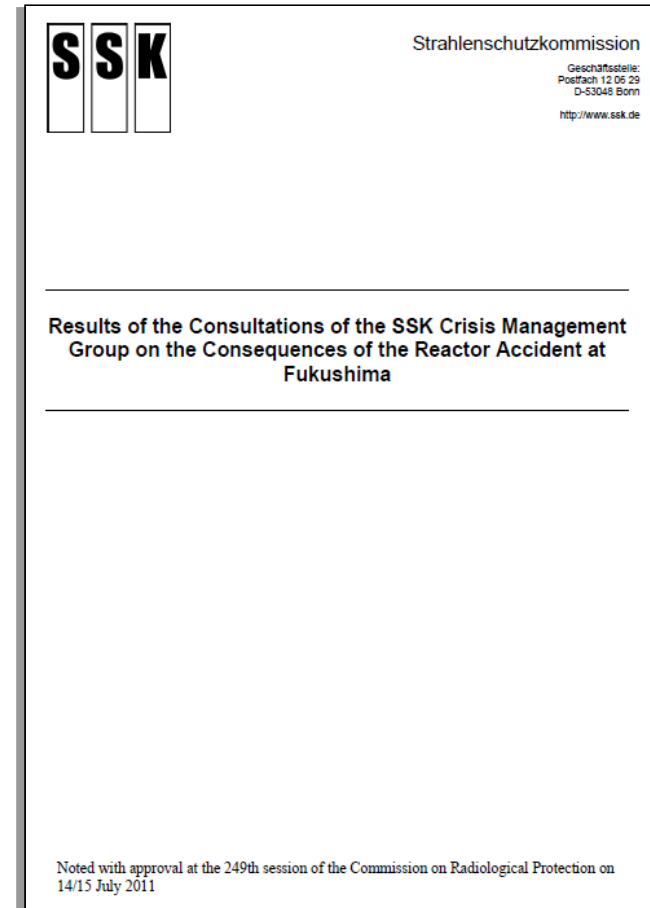 SSK
Strahlenschutzkommission
Geschäftsstelle:
Postfach 12 06 29
D-53048 Bonn
http://www.ssk.de
Results of the Consultations of the SSK Crisis Management
Group on the Consequences of the Reactor Accident at
Fukushima
Noted with approval at the 249th session of the Commission on Radiological Protection on
14/15 July 2011